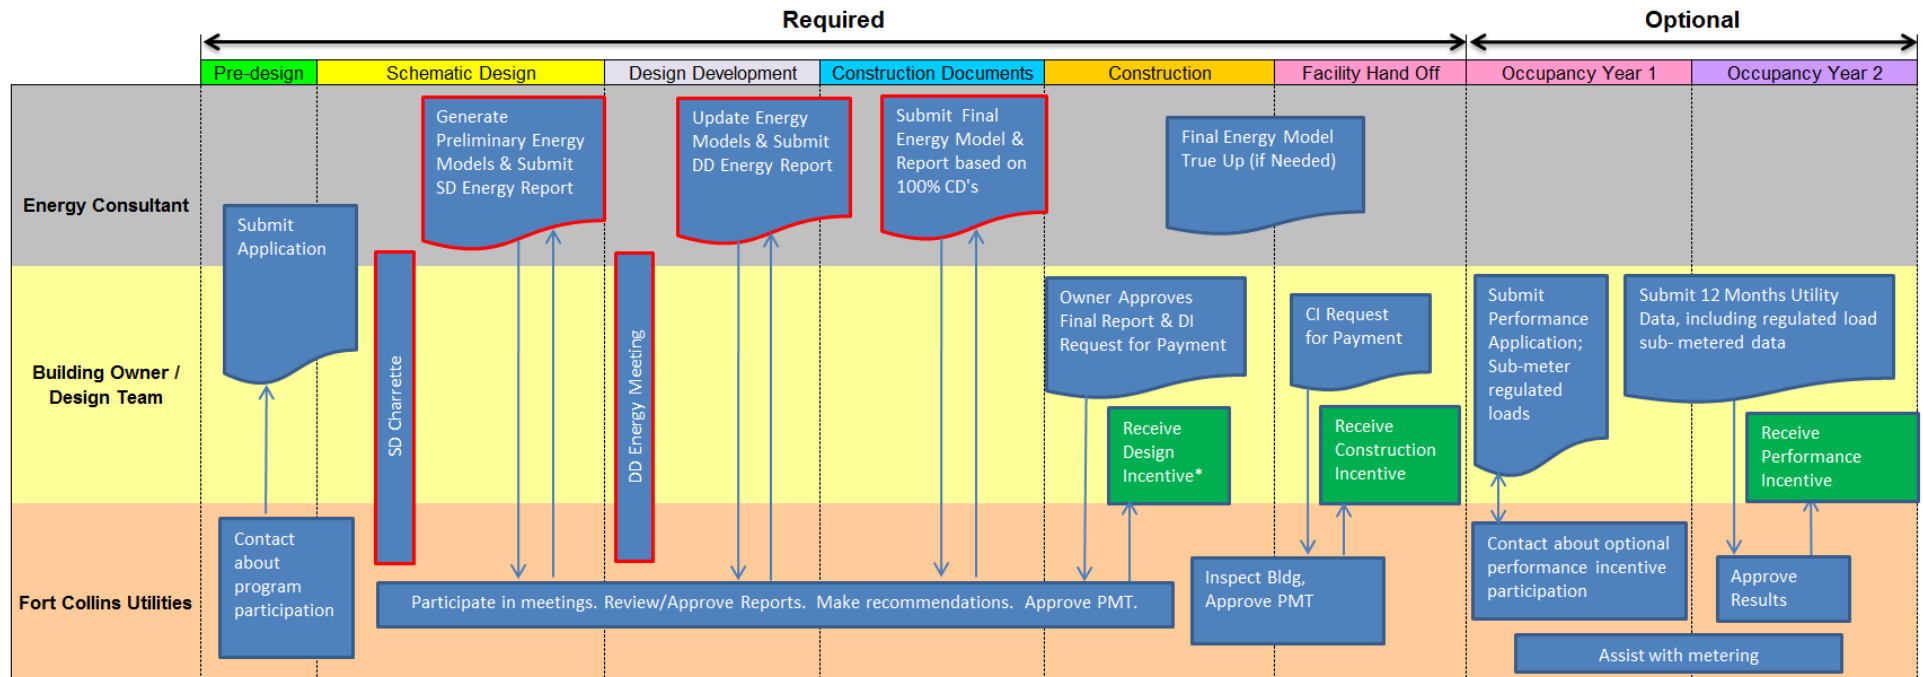 Required
Optional
Pre-design
Schematic Design
Design Development
Construction Documents
Construction
Facility Hand Off
Occupancy Year 1
Occupancy Year 2
Energy Consultant
Submit
Application
Generate
Preliminary Energy
Models & Submit
SD Energy Report
Update Energy
Models & Submit
DD Energy Report
Submit Final
Energy Model &
Report based on
100% CD's
Final Energy Model
True Up (if Needed)
Building Owner /
Design Team
SD Charrette
DD Energy Meeting
Owner Approves
Final Report & DI
Request for Payment
Receive
Design
Incentive*
CI Request
for Payment
Receive
Construction
Incentive
Submit
Performance
Application;
Sub-meter
regulated
loads
Submit 12 Months Utility
Data, including regulated load
sub- metered data
Receive
Performance
Incentive
Fort Collins Utilities
Contact
about
program
participation
Participate in meetings. Review/Approve Reports. Make recommendations. Approve PMT.
Inspect Bldg,
Approve PMT
Contact about optional
performance incentive
participation
Approve
Results
Assist with metering